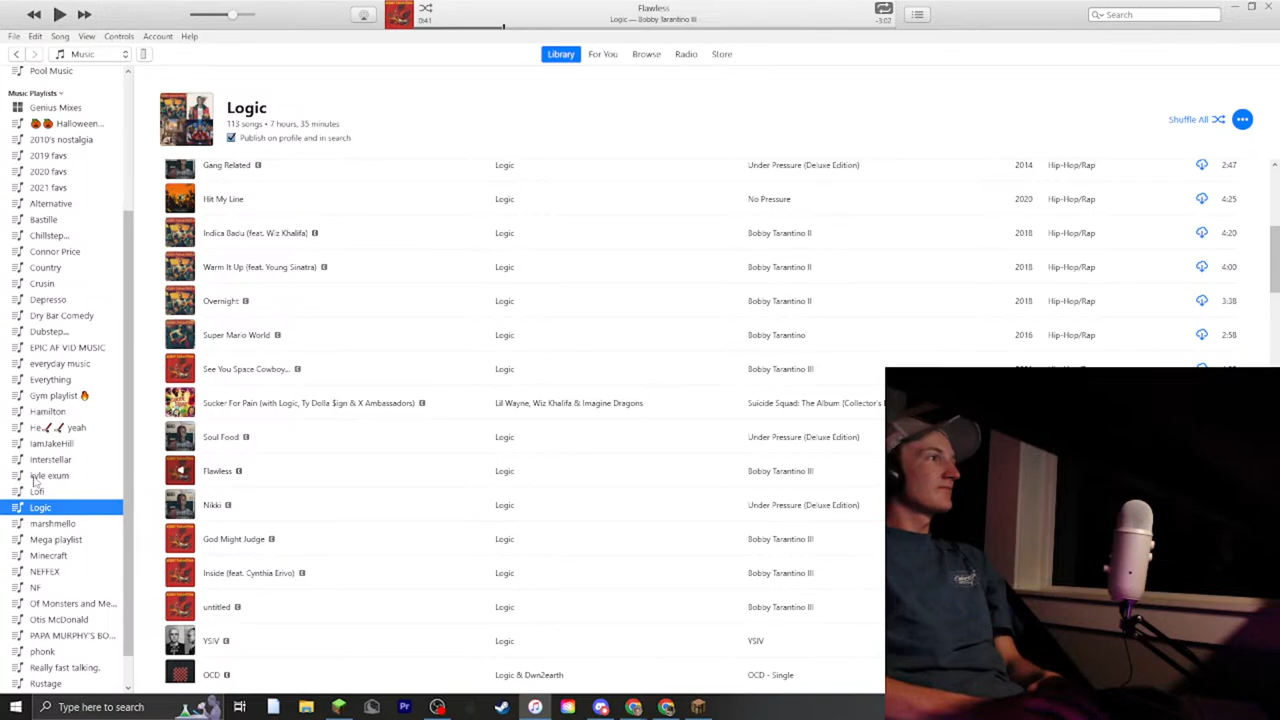 Flawless
0:41
Logic — Bobby Tarantino III
-3:02
Search
File Edit Song View Controls Account Help
Music
Library For You Browse Radio Store
Pool Music
Music Playlists
Genius Mixes
🎃🎃 Halloween...
2010's nostalgia
2019 favs
2020 favs
2021 favs
Alternative
Bastille
Chillstep...
Connor Price
Country
Crusin
Depresso
Dry Bar Comedy
Dubstep...
EPIC AF VID MUSIC
everyday music
Everything
Gym playlist 🔥
Hamilton
He🏒🏒 yeah
IamJakeHill
Interstellar
kyle exum
Lofi
Logic
marshmello
Mega playlist
Minecraft
NEFFEX
NF
Of Monsters and Me...
Otis McDonald
PAPA MURPHY'S BO...
phonk
Really fast talking.
Rustage
Logic
113 songs • 7 hours, 35 minutes
Publish on profile and in search
Shuffle All
Gang Related E Logic Under Pressure (Deluxe Edition) 2014 Hip-Hop/Rap 2:47
Hit My Line Logic No Pressure 2020 Hip-Hop/Rap 4:25
Indica Badu (feat. Wiz Khalifa) E Logic Bobby Tarantino II 2018 Hip-Hop/Rap 4:20
Warm It Up (feat. Young Sinatra) E Logic Bobby Tarantino II 2018 Hip-Hop/Rap 4:00
Overnight E Logic Bobby Tarantino II 2018 Hip-Hop/Rap 3:38
Super Mario World E Logic Bobby Tarantino 2016 Hip-Hop/Rap 2:58
See You Space Cowboy... E Logic Bobby Tarantino III
Sucker For Pain (with Logic, Ty Dolla $ign & X Ambassadors) E Lil Wayne, Wiz Khalifa & Imagine Dragons Suicide Squad: The Album (Collector's
Soul Food E Logic Under Pressure (Deluxe Edition)
Flawless E Logic Bobby Tarantino III
Nikki E Logic Under Pressure (Deluxe Edition)
God Might Judge E Logic Bobby Tarantino III
Inside (feat. Cynthia Erivo) E Logic Bobby Tarantino III
untitled E Logic Bobby Tarantino III
YSIV E Logic YSIV
OCD E Logic & Dwn2earth OCD - Single
Type here to search
Pr